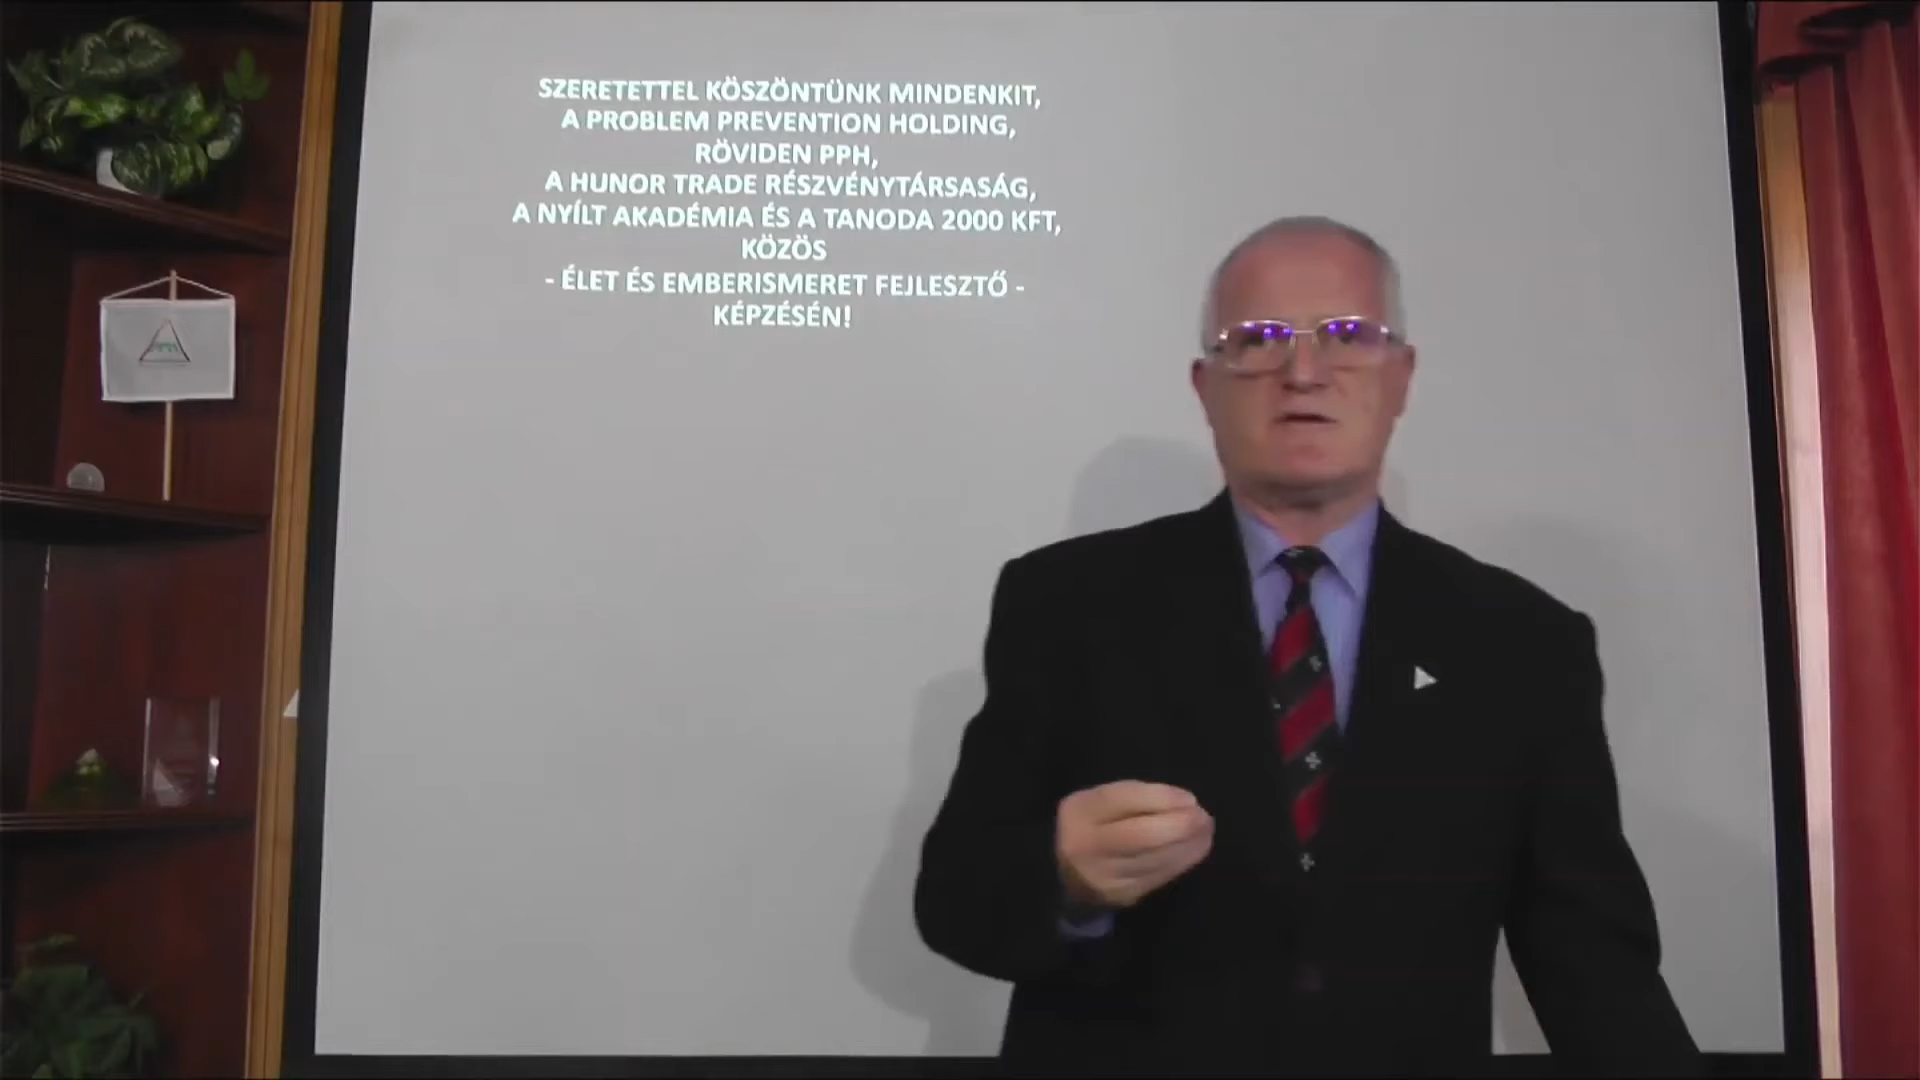 SZERETETTEL KÖSZÖNTÜNK MINDENKIT,
A PROBLEM PREVENTION HOLDING,
RÖVIDEN PPH,
A HUNOR TRADE RÉSZVÉNYTÁRSASÁG,
A NYÍLT AKADÉMIA ÉS A TANODA 2000 KFT,
KÖZÖS
- ÉLET ÉS EMBERISMERET FEJLESZTŐ -
KÉPZÉSÉN!